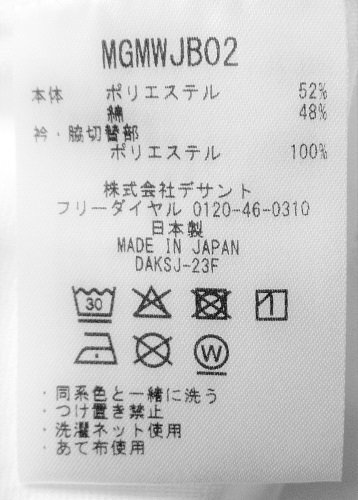 MGMWJB02
本体 ポリエステル 52%
綿 48%
衿・脇切替部
ポリエステル 100%
株式会社デサント
フリーダイヤル 0120-46-0310
日本製
MADE IN JAPAN
DAKSJ-23F
30
W
・同系色と一緒に洗う
・つけ置き禁止
・洗濯ネット使用
・あて布使用